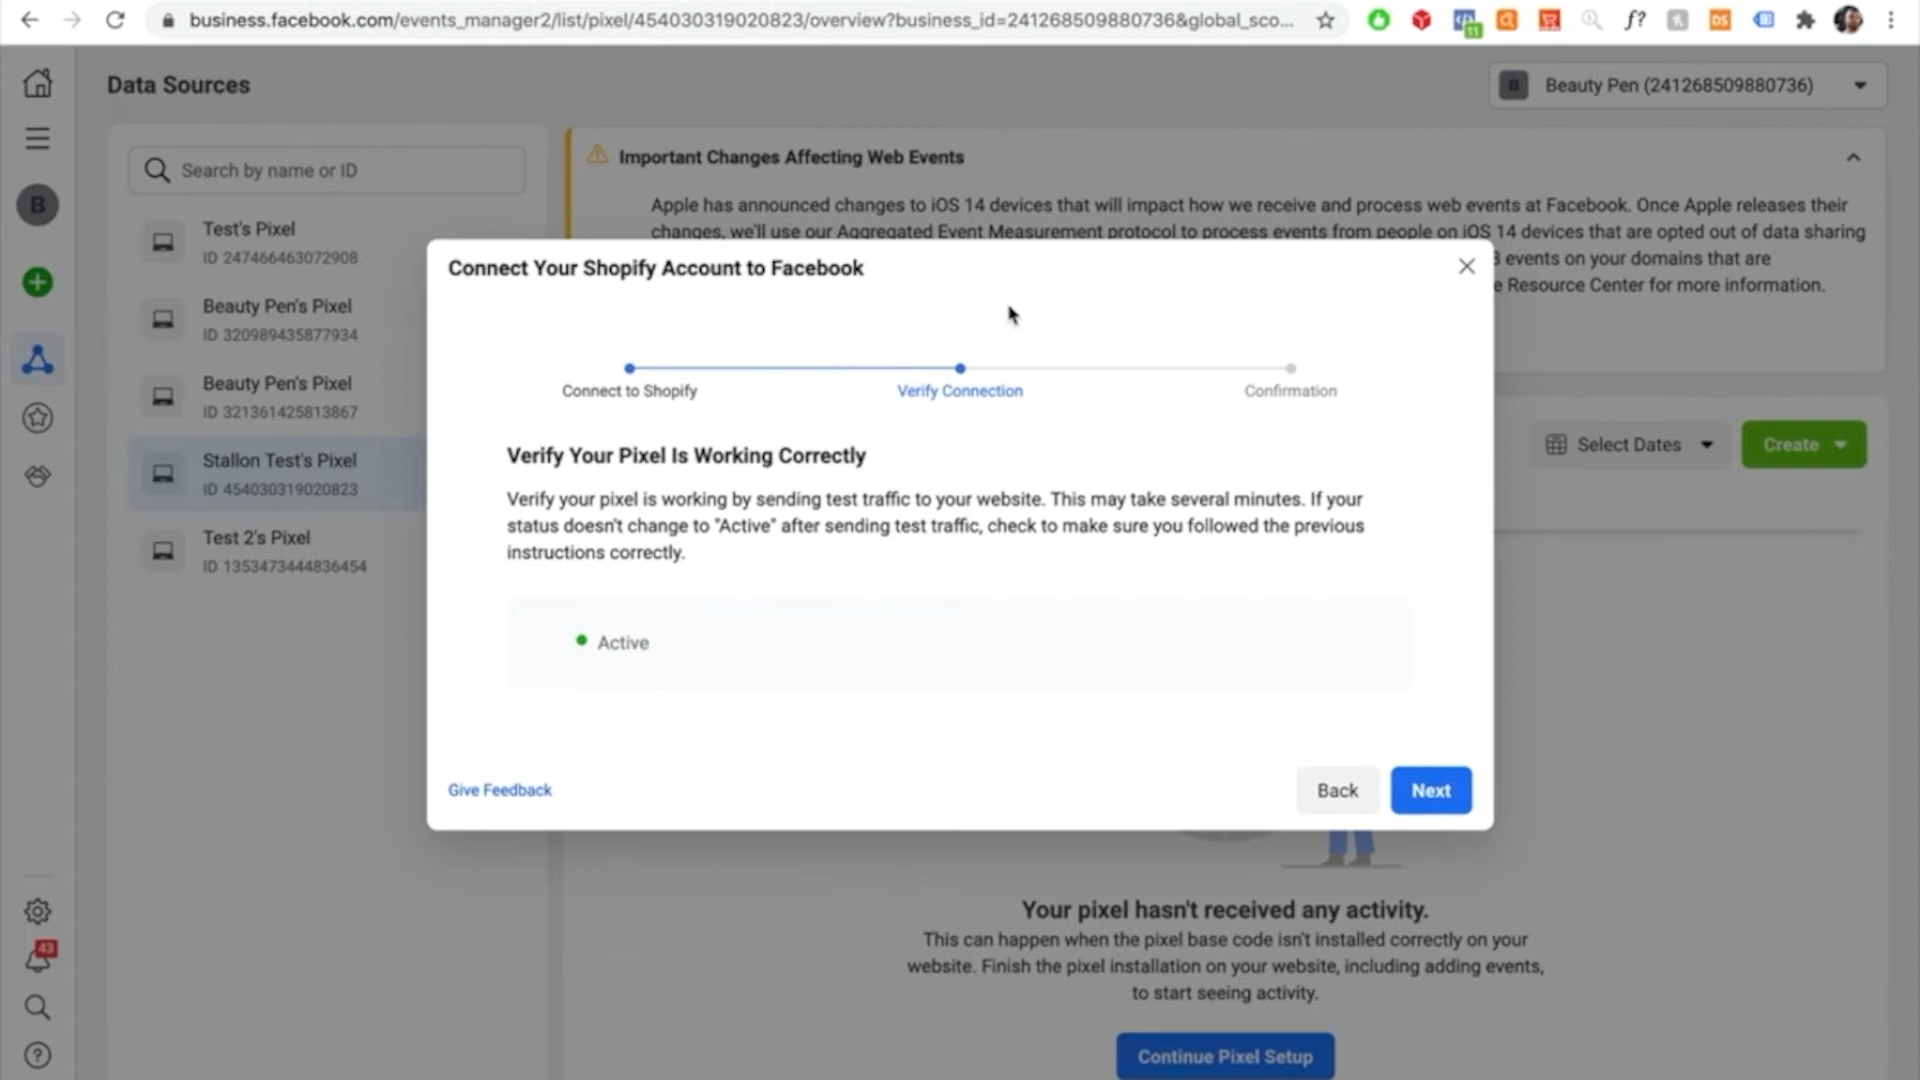 business.facebook.com/events_manager2/list/pixel/454030319020823/overview?business_id=241268509880736&global_sco...
11
f?
DS
Data Sources
B
Beauty Pen (241268509880736)
Search by name or ID
B
Test's Pixel
ID 247466463072908
Beauty Pen's Pixel
ID 320989435877934
Beauty Pen's Pixel
ID 321361425813867
Stallon Test's Pixel
ID 454030319020823
Test 2's Pixel
ID 1353473444836454
Important Changes Affecting Web Events
Apple has announced changes to iOS 14 devices that will impact how we receive and process web events at Facebook. Once Apple releases their
changes, we'll use our Aggregated Event Measurement protocol to process events from people on iOS 14 devices that are opted out of data sharing
events on your domains that are
Resource Center for more information.
Connect Your Shopify Account to Facebook
Connect to Shopify
Verify Connection
Confirmation
Verify Your Pixel Is Working Correctly
Verify your pixel is working by sending test traffic to your website. This may take several minutes. If your
status doesn't change to "Active" after sending test traffic, check to make sure you followed the previous
instructions correctly.
Active
Give Feedback
Back
Next
Select Dates
Create
Your pixel hasn't received any activity.
This can happen when the pixel base code isn't installed correctly on your
website. Finish the pixel installation on your website, including adding events,
to start seeing activity.
Continue Pixel Setup
43